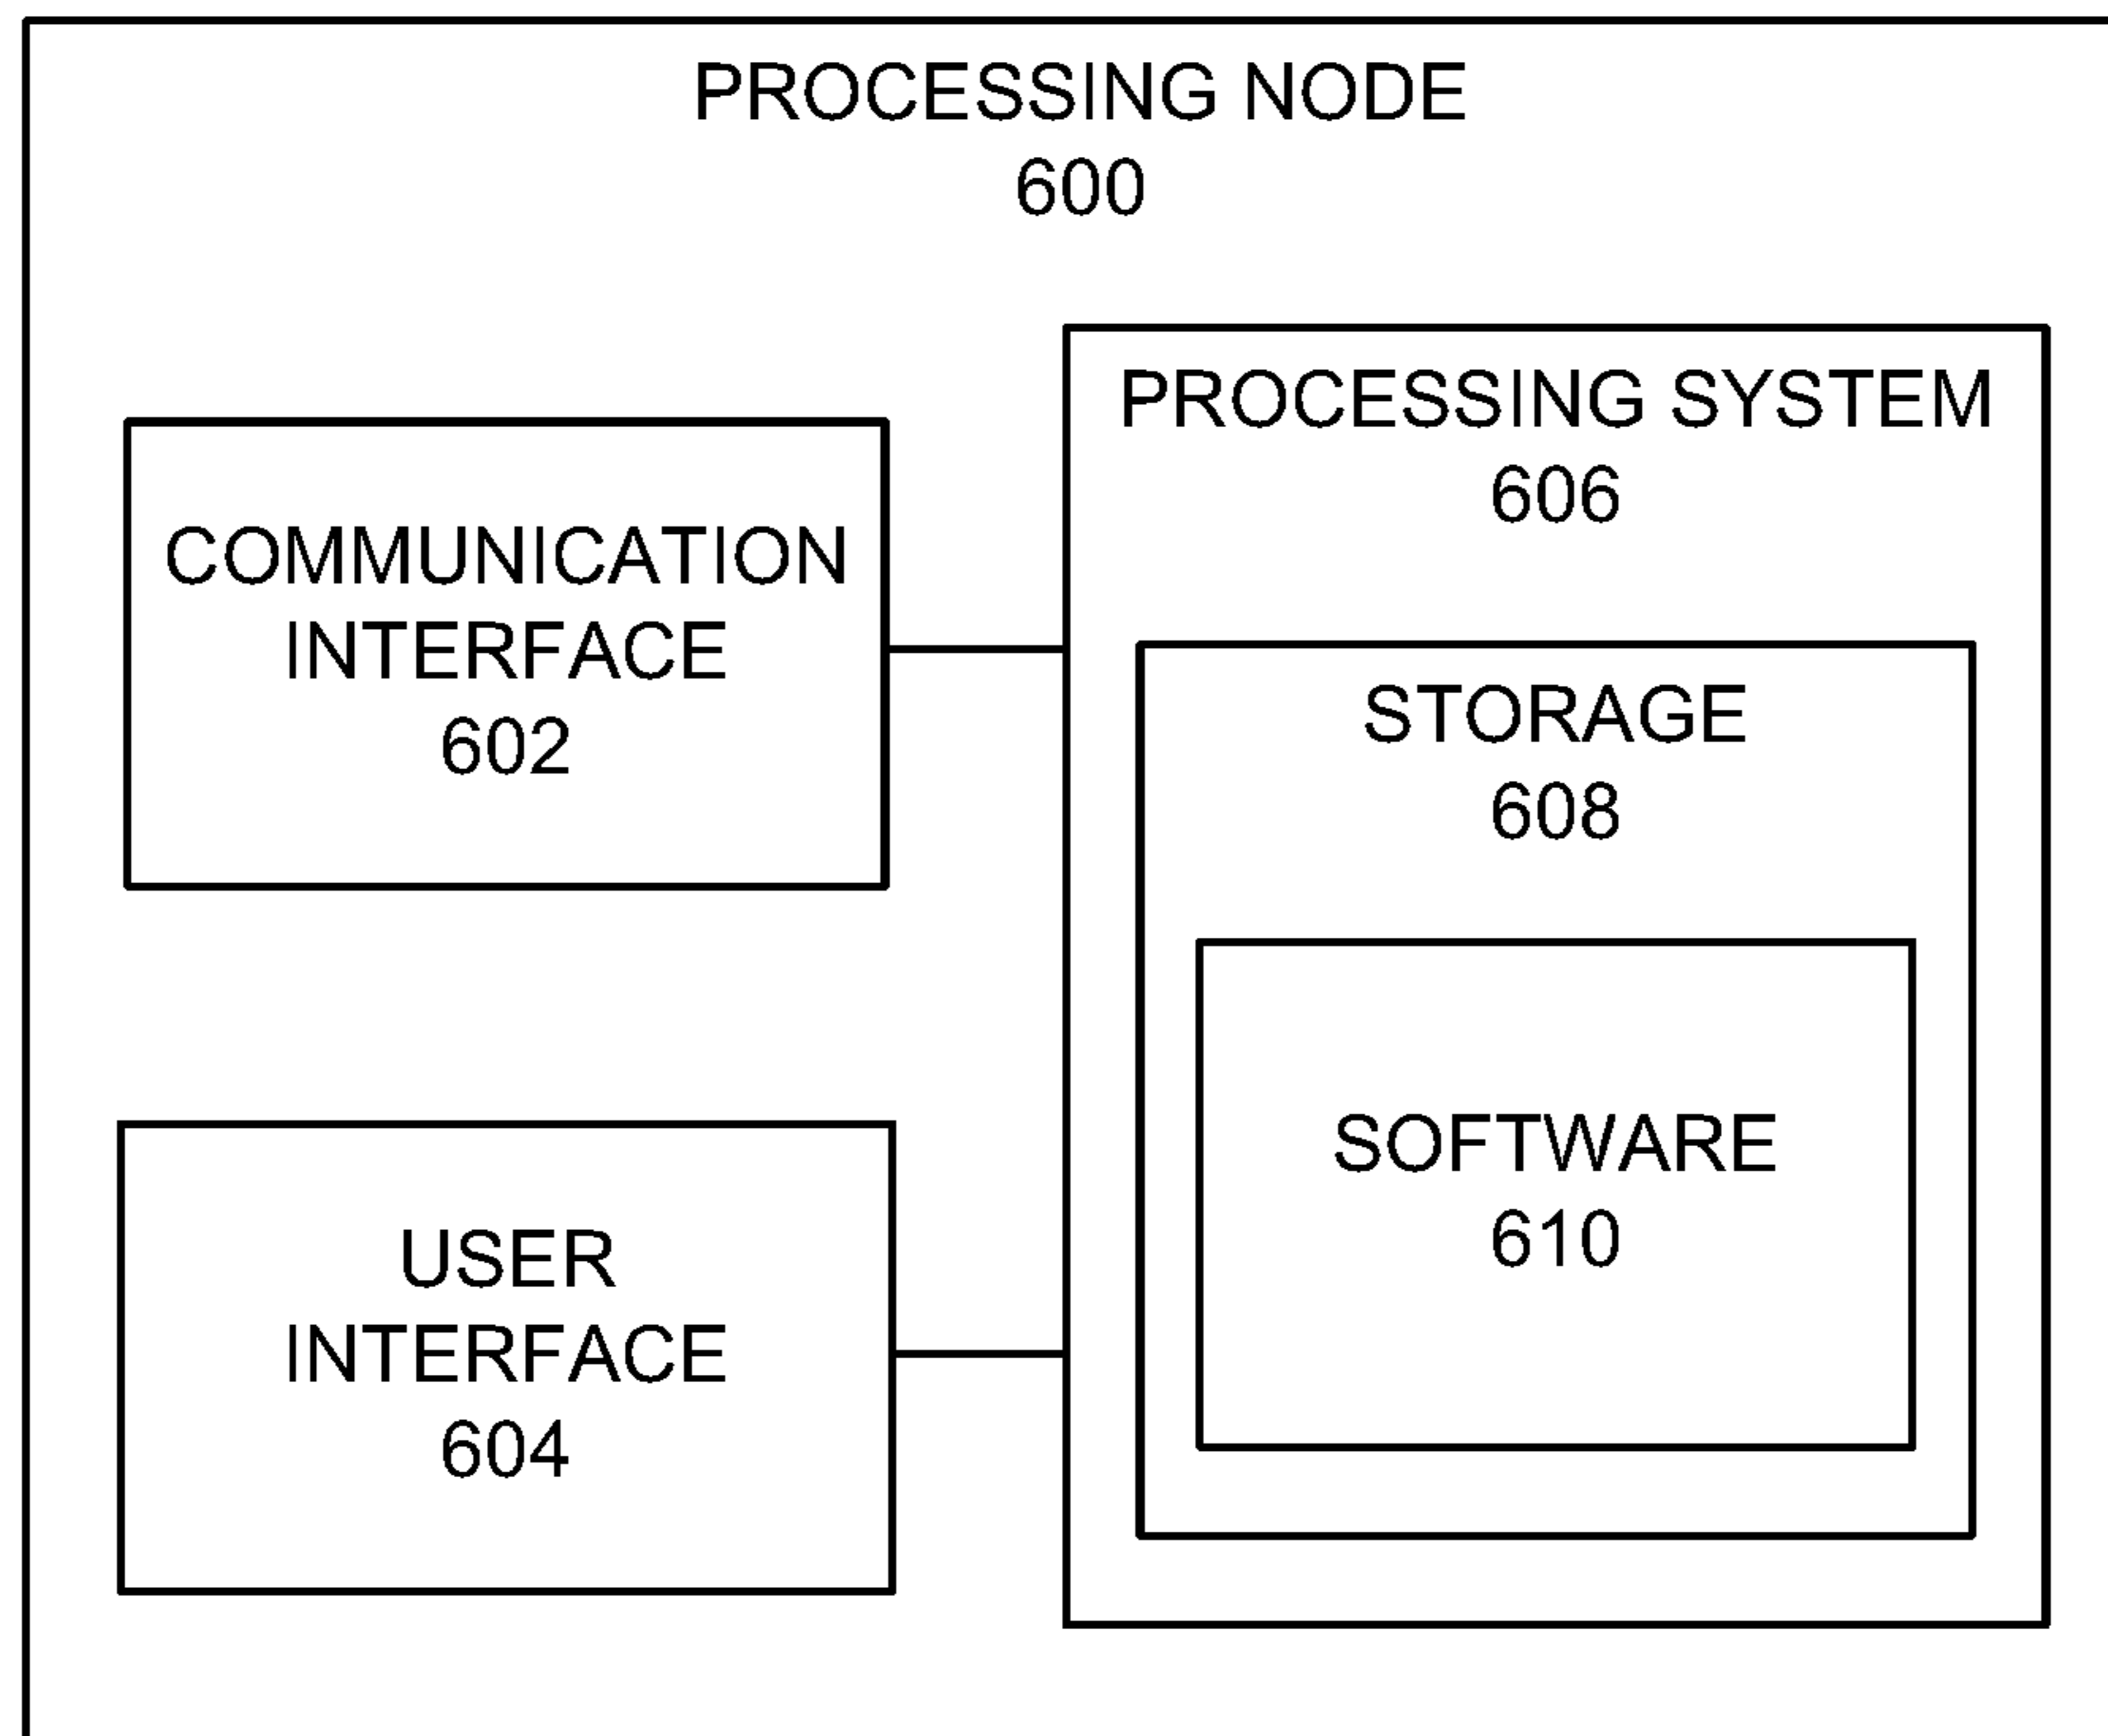 PROCESSING NODE
600
PROCESSING SYSTEM
606
COMMUNICATION
INTERFACE
602
STORAGE
608
USER
INTERFACE
604
SOFTWARE
610